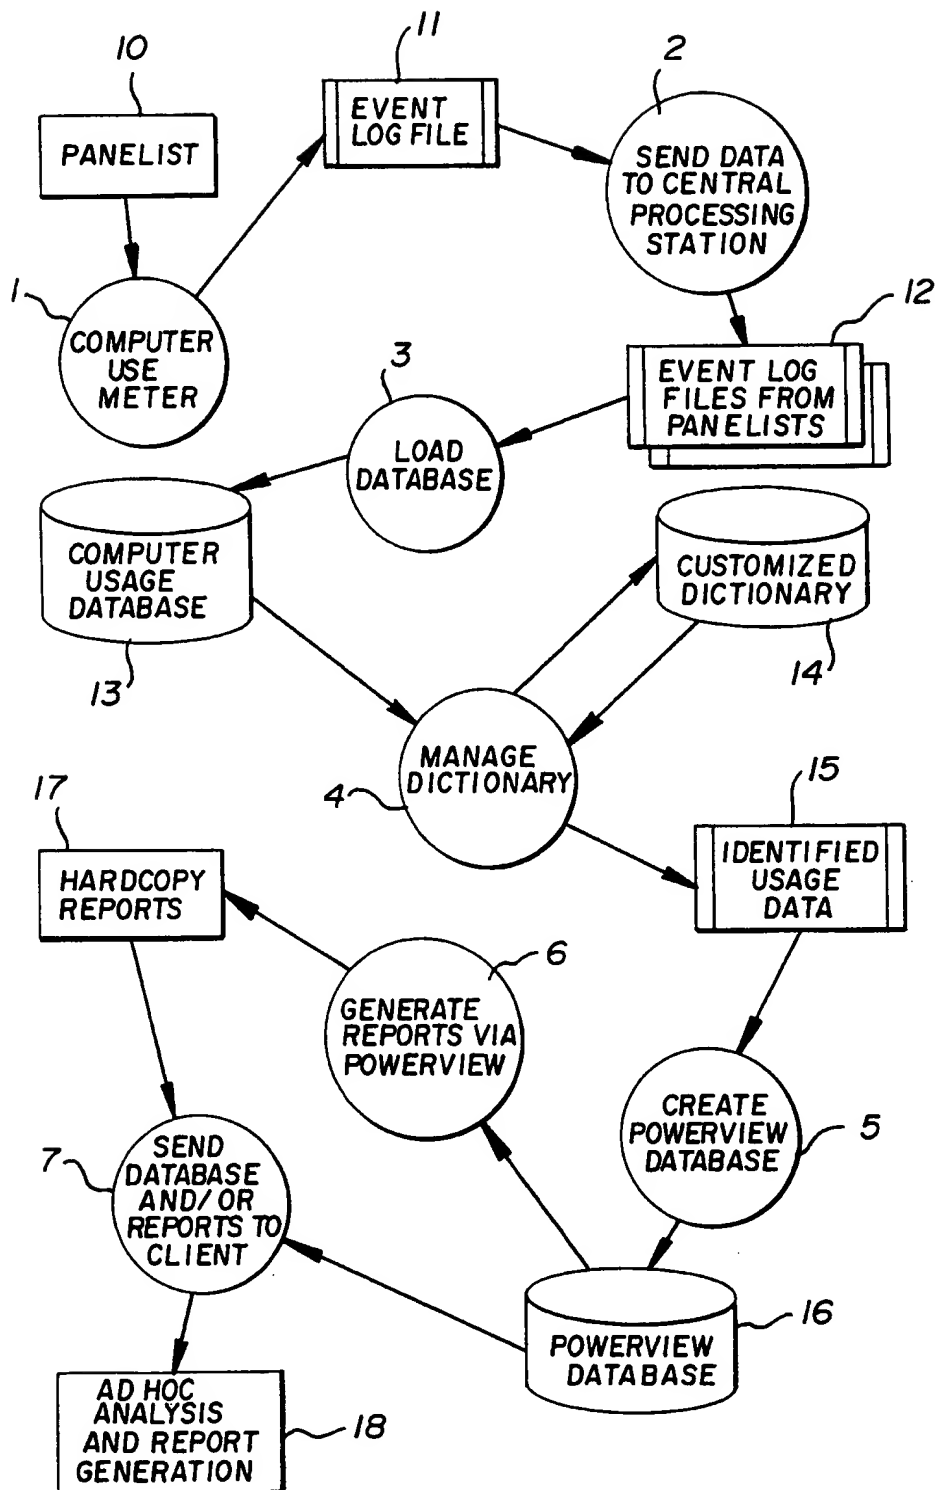 10
PANELIST
11
EVENT
LOG FILE
2
SEND DATA
TO CENTRAL
PROCESSING
STATION
1
COMPUTER
USE
METER
12
EVENT LOG
FILES FROM
PANELISTS
3
LOAD
DATABASE
COMPUTER
USAGE
DATABASE
13
CUSTOMIZED
DICTIONARY
14
MANAGE
DICTIONARY
4
15
IDENTIFIED
USAGE
DATA
17
HARDCOPY
REPORTS
6
GENERATE
REPORTS VIA
POWERVIEW
CREATE
POWERVIEW
DATABASE
5
7
SEND
DATABASE
AND/OR
REPORTS TO
CLIENT
POWERVIEW
DATABASE
16
AD HOC
ANALYSIS
AND REPORT
GENERATION
18